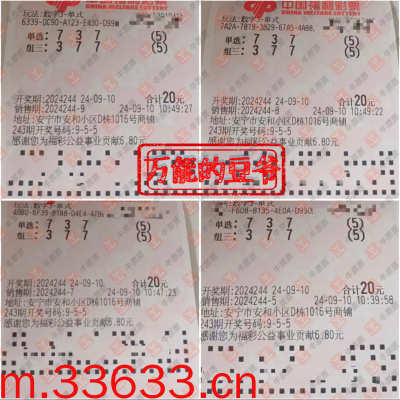 中国福利彩票
CHINA WELFARE LOTTERY
玩法:数字3-单式
单选: 7 3 7 (5)
组三: 3 7 7 (5)
开奖期:2024244 24-09-10 合计20元
销售期:2024244-9 24-09-10 10:49:27
地址:安宁市安和小区D栋1016号商铺
243期开奖号码:9-5-5
感谢您为福彩公益事业贡献6.80元
中国福利彩票
CHINA WELFARE LOTTERY
玩法:数字3-单式
单选: 7 3 7 (5)
组三: 3 7 7 (5)
开奖期:2024244 24-09-10 合计20元
销售期:2024244-8 24-09-10 10:49:22
地址:安宁市安和小区D栋1016号商铺
243期开奖号码:9-5-5
感谢您为福彩公益事业贡献6.80元
万能的豆爷
单选: 7 3 7 (5)
组三: 3 7 7 (5)
开奖期:2024244 24-09-10 合计20元
销售期:2024244-7 24-09-10 10:41:23
地址:安宁市安和小区D栋1016号商铺
243期开奖号码:9-5-5
感谢您为福彩公益事业贡献6.80元
单选: 7 3 7 (5)
组三: 3 7 7 (5)
开奖期:2024244 24-09-10 合计20元
销售期:2024244-5 24-09-10 10:39:58
地址:安宁市安和小区D栋1016号商铺
243期开奖号码:9-5-5
感谢您为福彩公益事业贡献6.80元
m.33633.cn